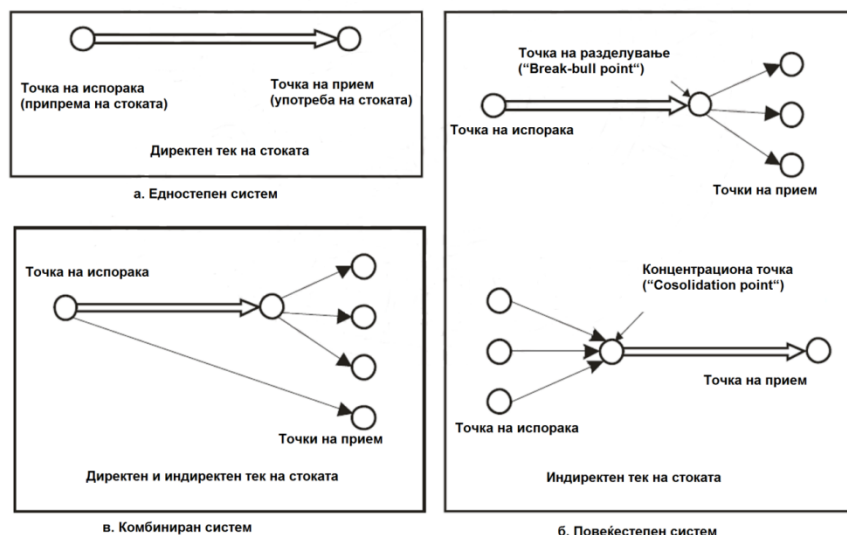 Точка на испорака
(припрема на стоката)
Точка на прием
(употреба на стоката)
Директен тек на стоката
а. Едностепен систем
Точка на разделување
(“Break-bull point“)
Точка на испорака
Точки на прием
Концентрациона точка
(“Cosolidation point“)
Точка на прием
Точка на испорака
Индиректен тек на стоката
б. Повеќестепен систем
Точка на испорака
Точки на прием
Директен и индиректен тек на стоката
в. Комбиниран систем